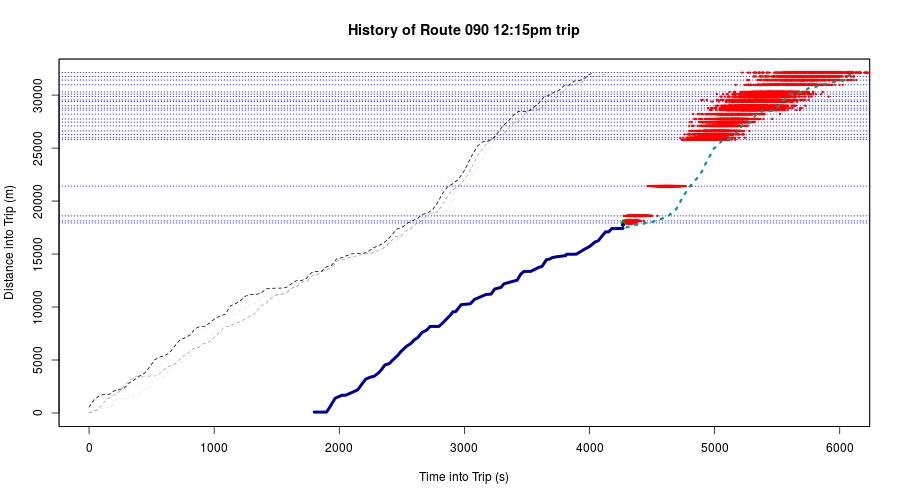 History of Route 090 12:15pm trip
Distance into Trip (m)
30000
25000
20000
15000
10000
5000
0
0 1000 2000 3000 4000 5000 6000
Time into Trip (s)